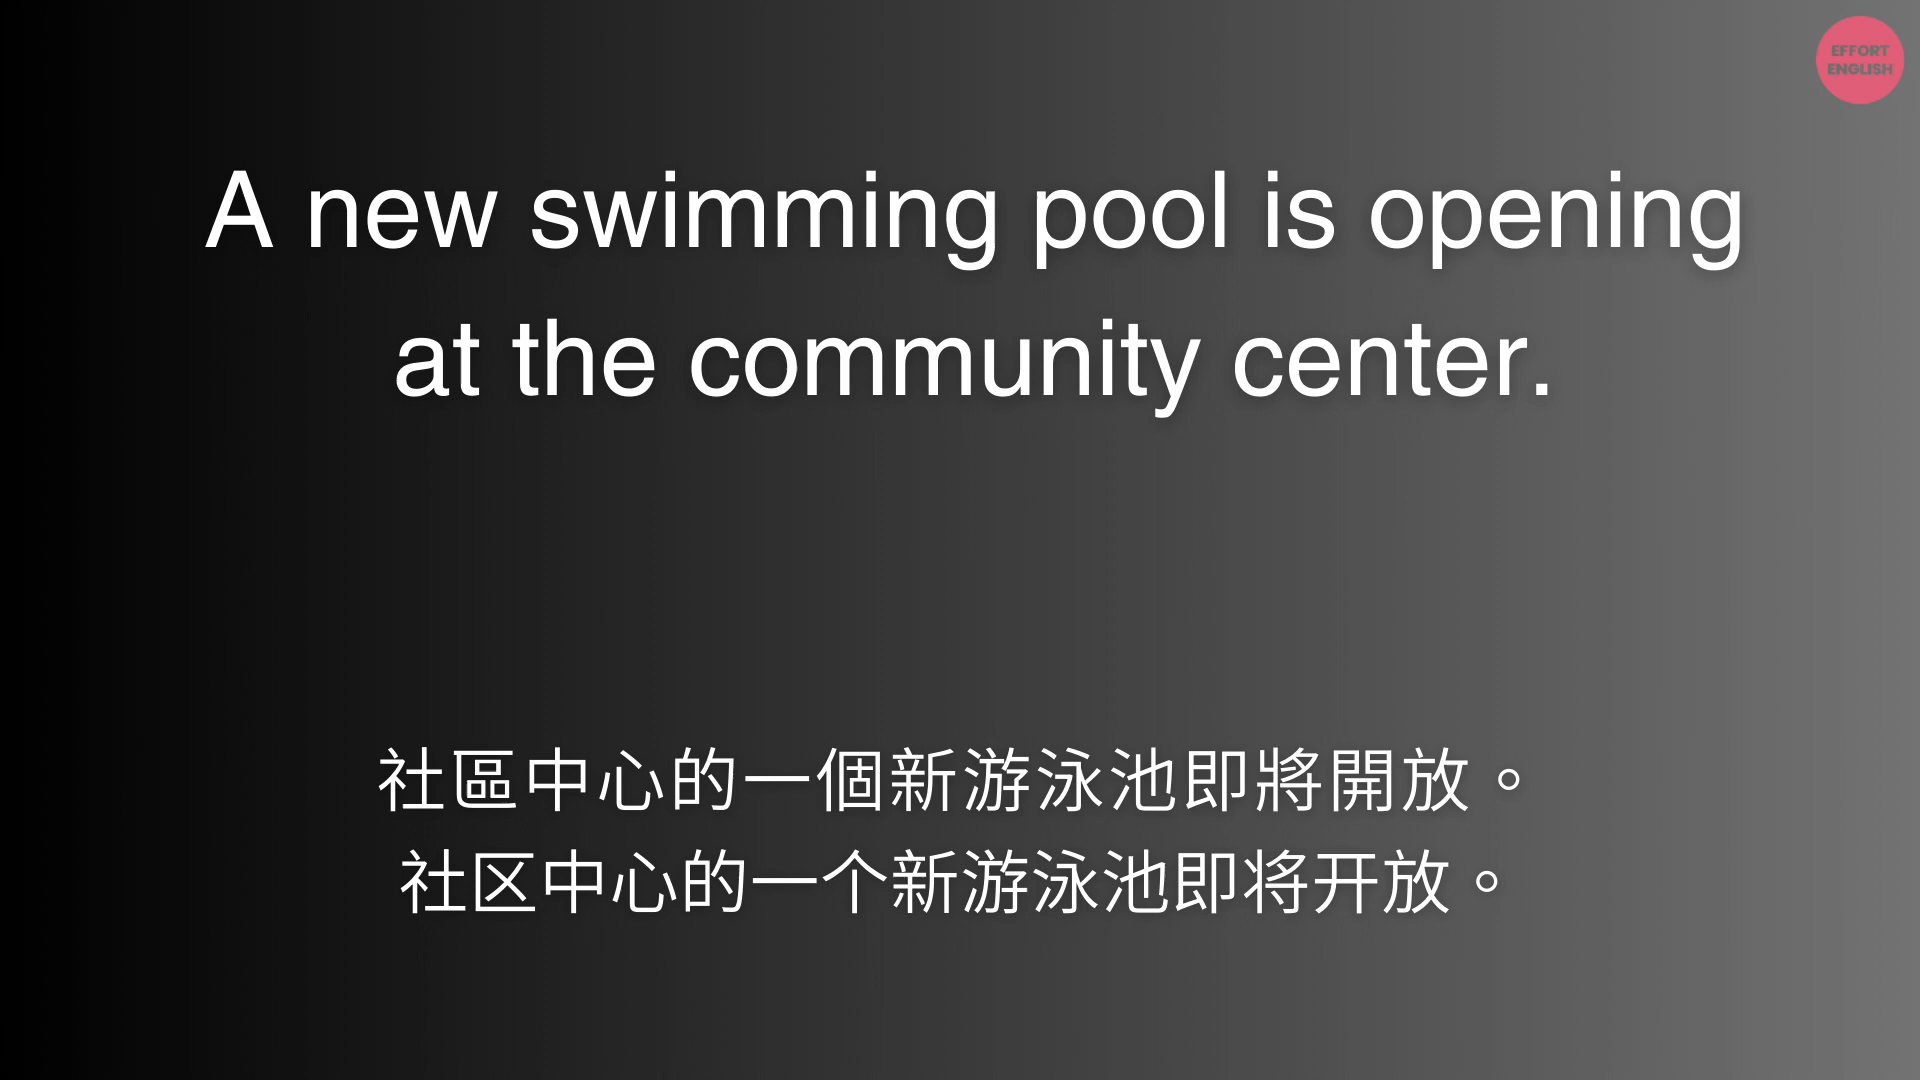 EFFORT
ENGLISH
A new swimming pool is opening
at the community center.
社區中心的一個新游泳池即將開放。
社区中心的一个新游泳池即将开放。